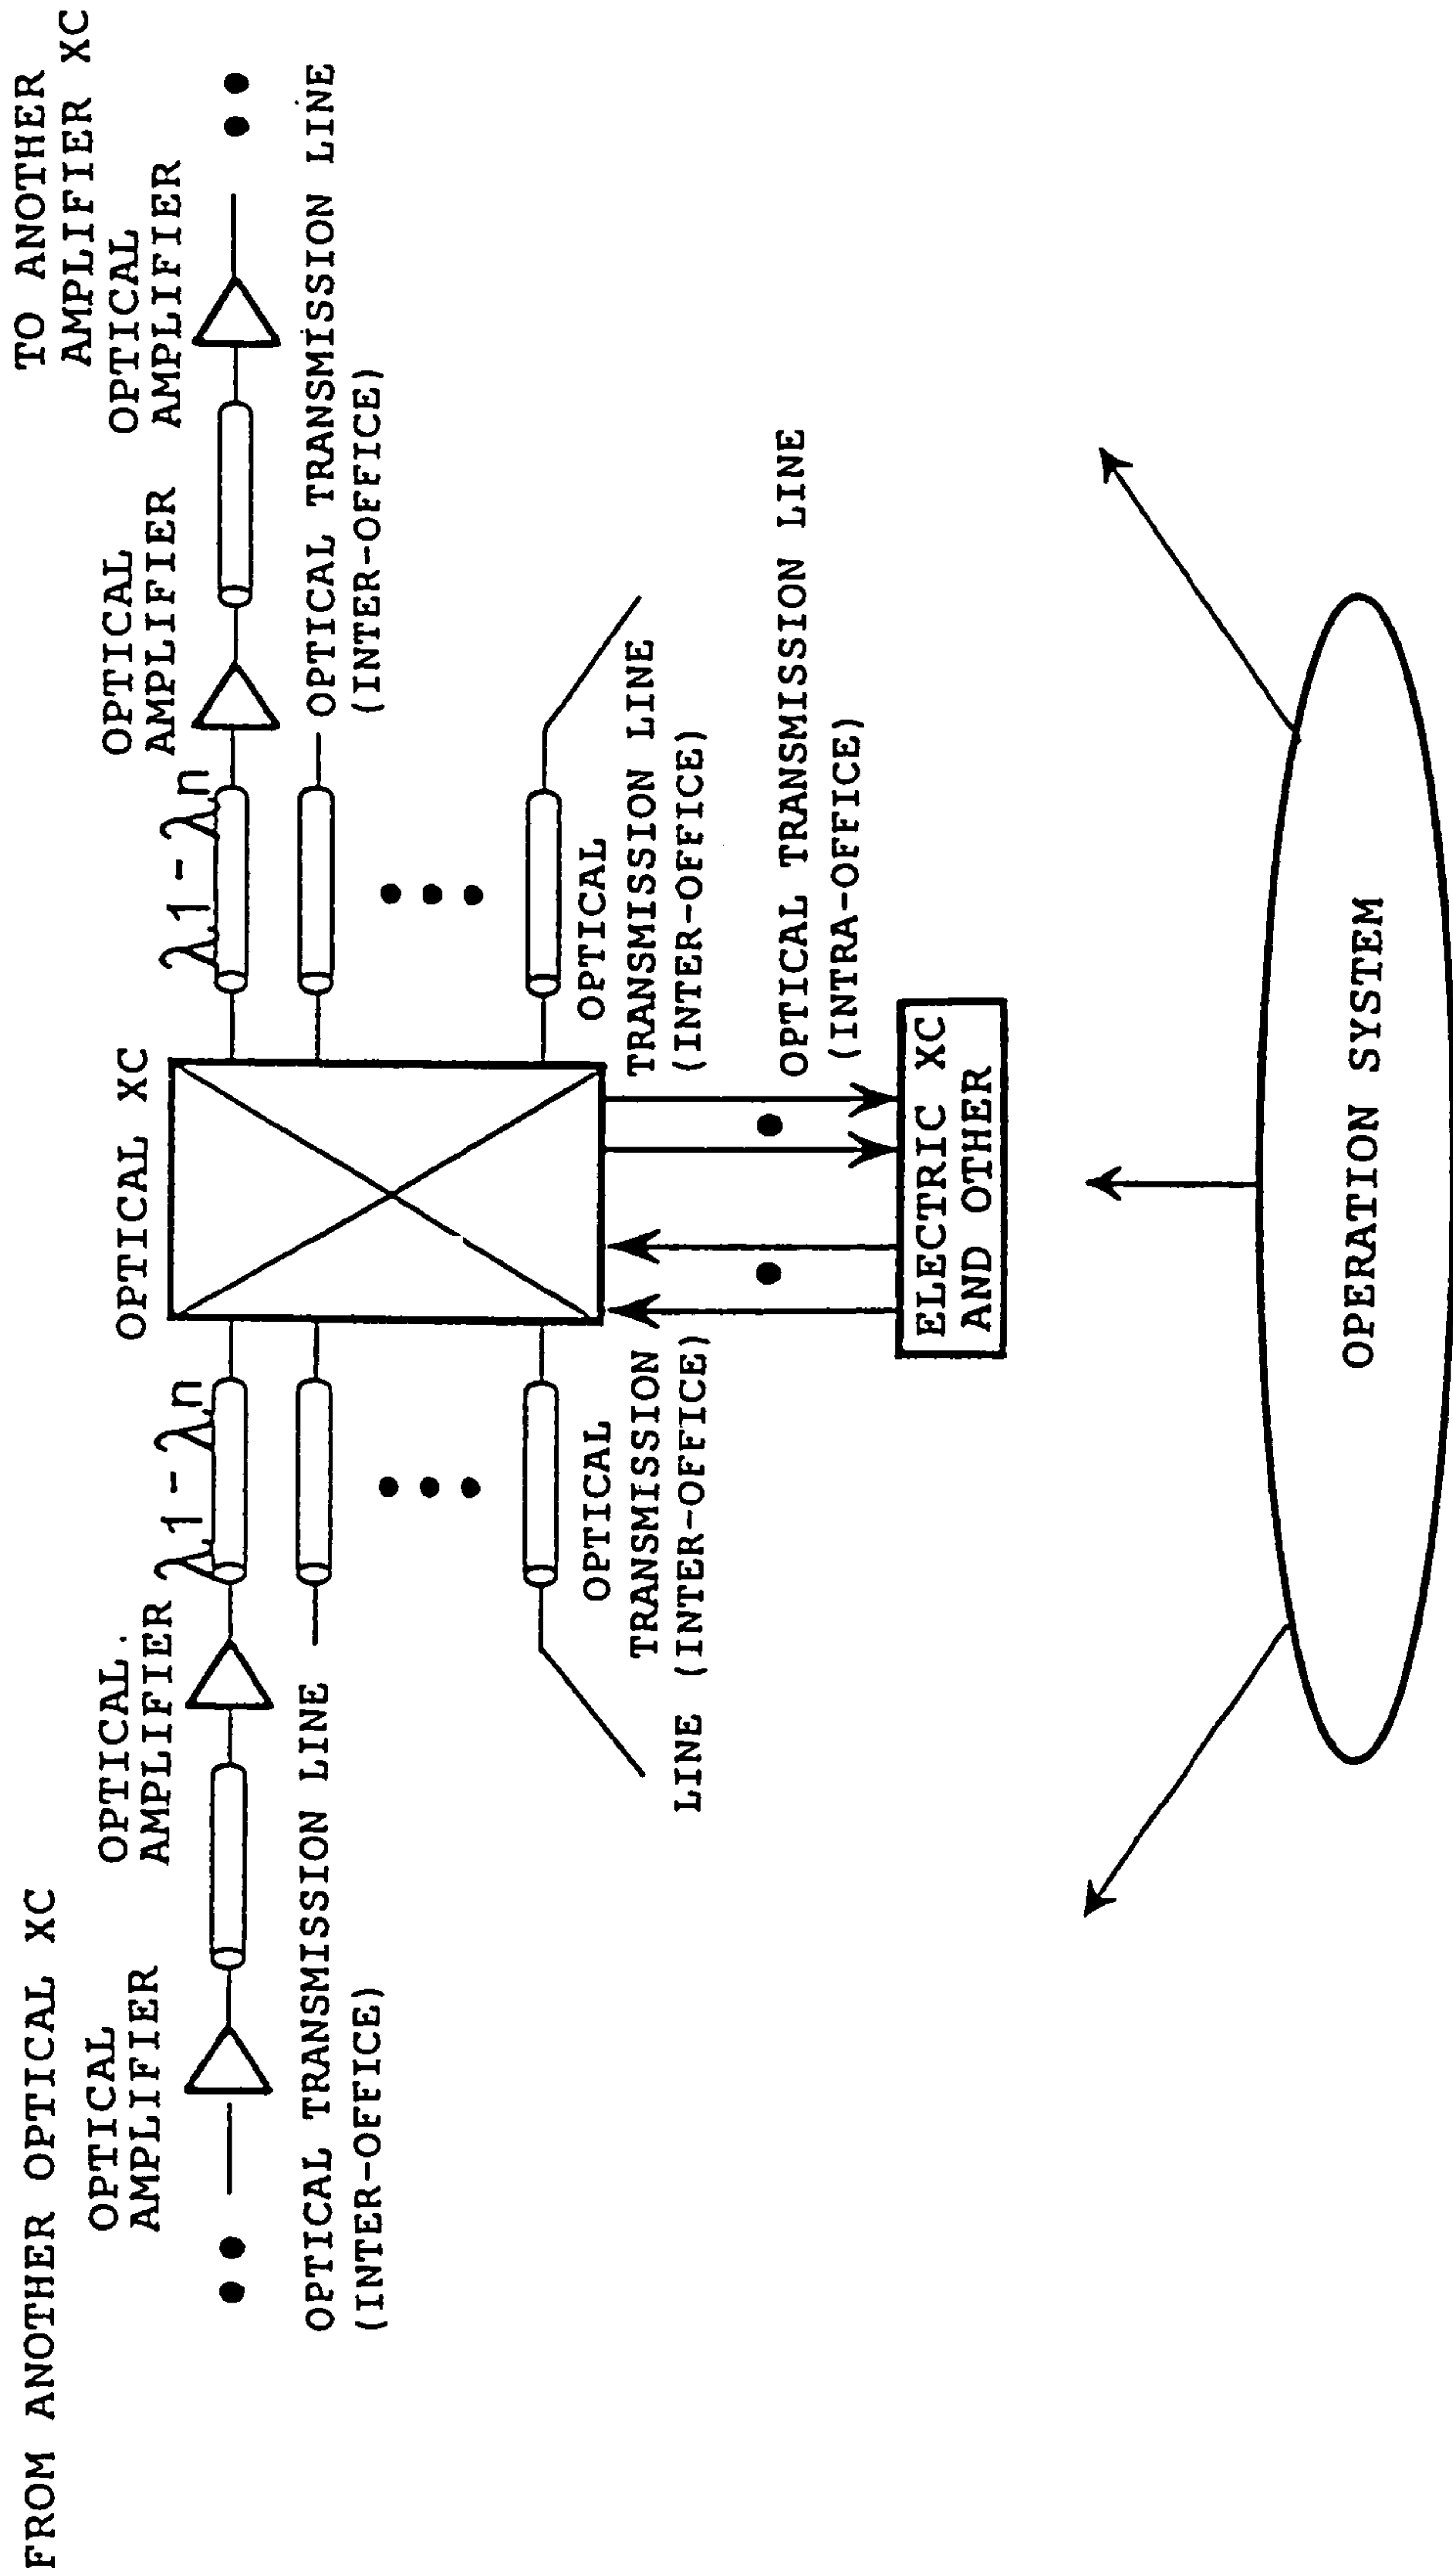 FROM ANOTHER OPTICAL XC
TO ANOTHER
AMPLIFIER XC
OPTICAL
AMPLIFIER
OPTICAL.
AMPLIFIER
OPTICAL XC
OPTICAL
AMPLIFIER
OPTICAL
AMPLIFIER
λ1-λn
λ1-λn
OPTICAL TRANSMISSION LINE
(INTER-OFFICE)
OPTICAL TRANSMISSION LINE
(INTER-OFFICE)
OPTICAL
TRANSMISSION
LINE (INTER-OFFICE)
OPTICAL
TRANSMISSION LINE
(INTER-OFFICE)
OPTICAL TRANSMISSION LINE
(INTRA-OFFICE)
ELECTRIC XC
AND OTHER
OPERATION SYSTEM